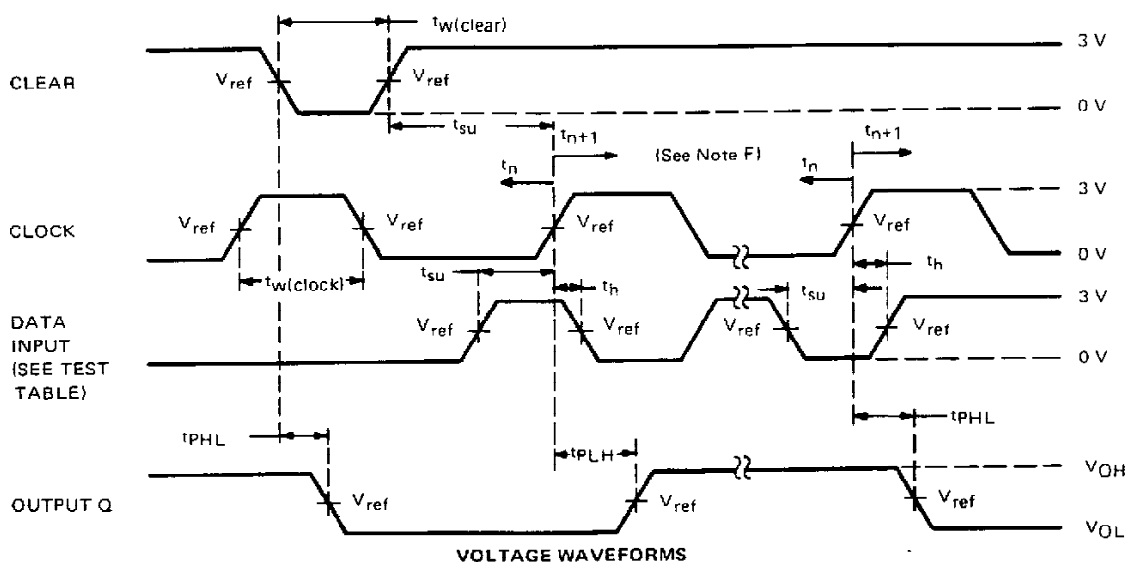 tw(clear)
3 V
CLEAR
Vref
Vref
0 V
tsu
tn+1
(See Note F)
tn+1
tn
tn
3 V
CLOCK
Vref
Vref
Vref
Vref
0 V
tw(clock)
tsu
th
tsu
th
3 V
DATA
INPUT
(SEE TEST
TABLE)
Vref
Vref
Vref
Vref
0 V
tPHL
tPLH
tPHL
VOH
OUTPUT Q
Vref
Vref
Vref
VOL
VOLTAGE WAVEFORMS